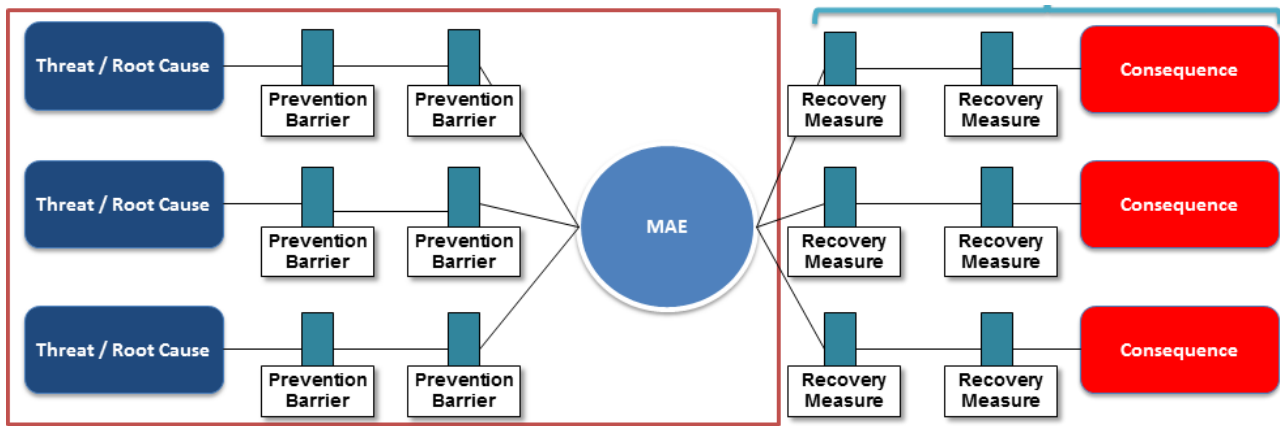 Threat / Root Cause
Prevention
Barrier
Prevention
Barrier
Recovery
Measure
Recovery
Measure
Consequence
Threat / Root Cause
Prevention
Barrier
Prevention
Barrier
MAE
Recovery
Measure
Recovery
Measure
Consequence
Threat / Root Cause
Prevention
Barrier
Prevention
Barrier
Recovery
Measure
Recovery
Measure
Consequence